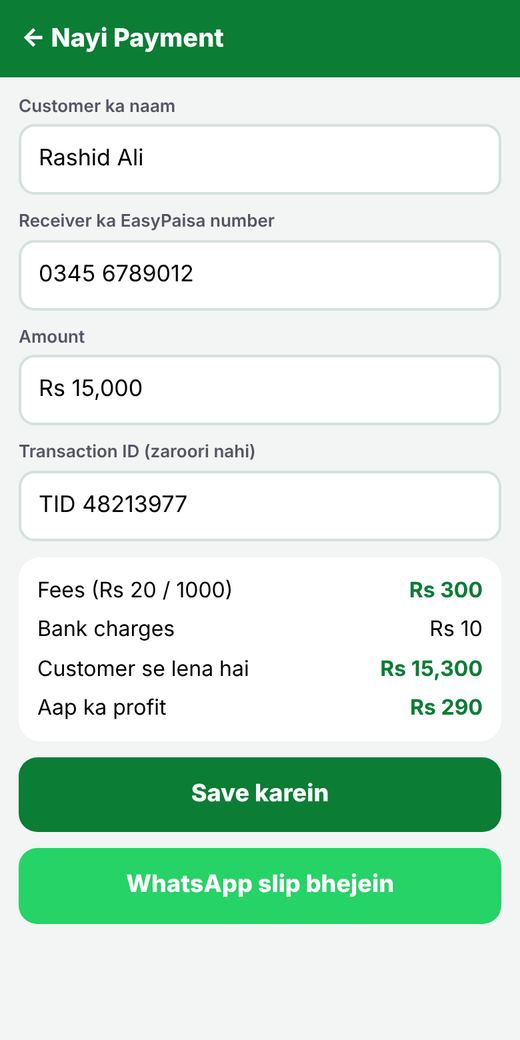 ← Nayi Payment
Customer ka naam
Rashid Ali
Receiver ka EasyPaisa number
0345 6789012
Amount
Rs 15,000
Transaction ID (zaroori nahi)
TID 48213977
Fees (Rs 20 / 1000) Rs 300
Bank charges Rs 10
Customer se lena hai Rs 15,300
Aap ka profit Rs 290
Save karein
WhatsApp slip bhejein